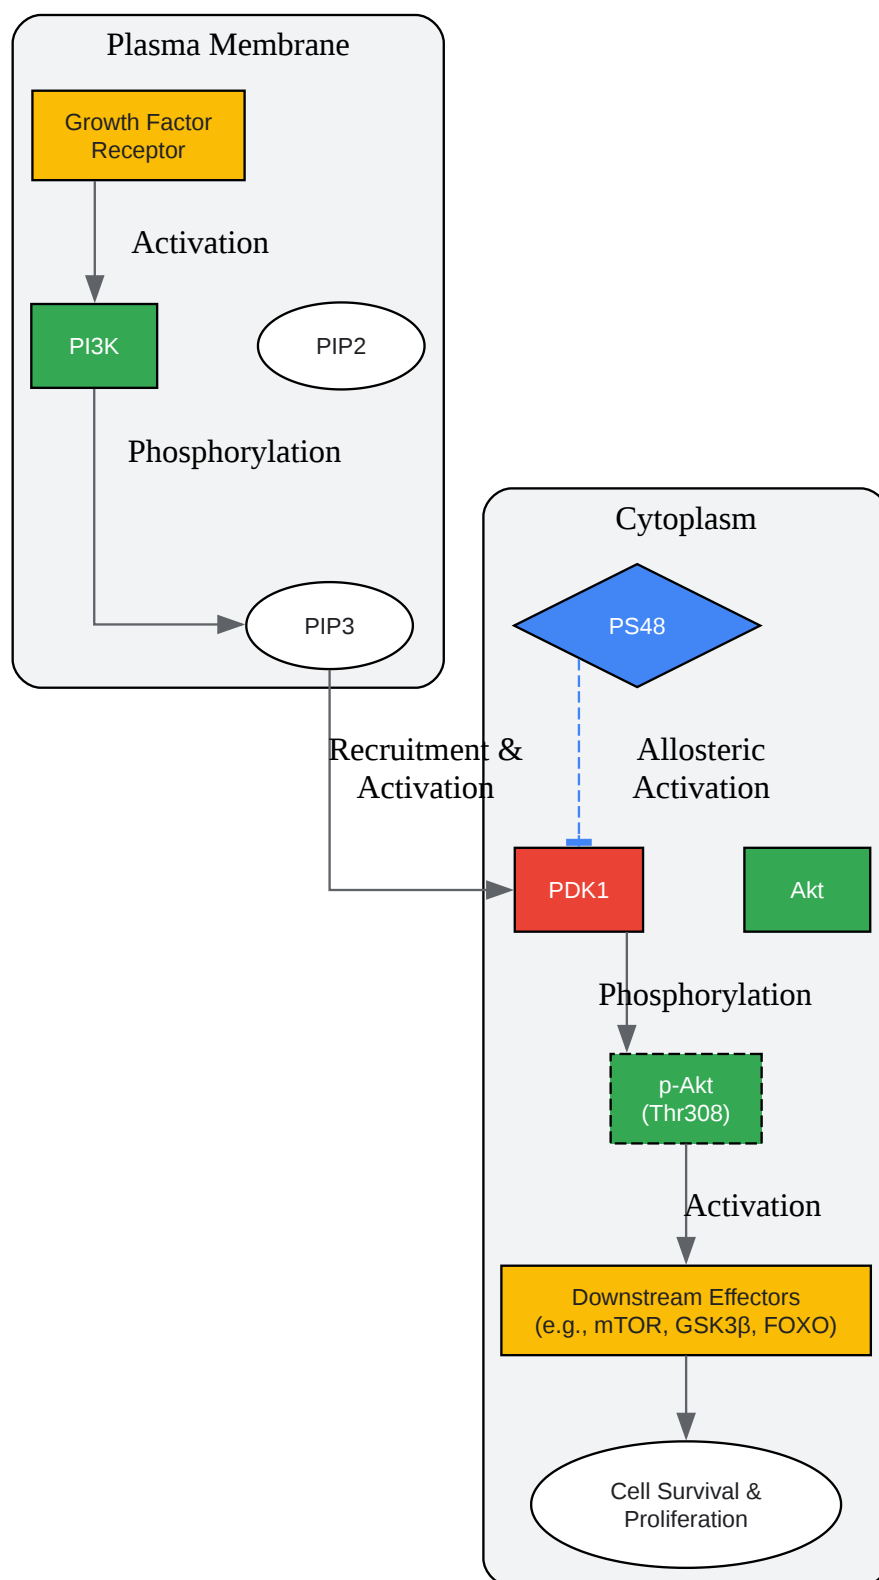 Plasma Membrane
Growth Factor
Receptor
Activation
PI3K
PIP2
Phosphorylation
Cytoplasm
PIP3
PS48
Recruitment &
Activation
Allosteric
Activation
PDK1
Akt
Phosphorylation
p-Akt
(Thr308)
Activation
Downstream Effectors
(e.g., mTOR, GSK3β, FOXO)
Cell Survival &
Proliferation